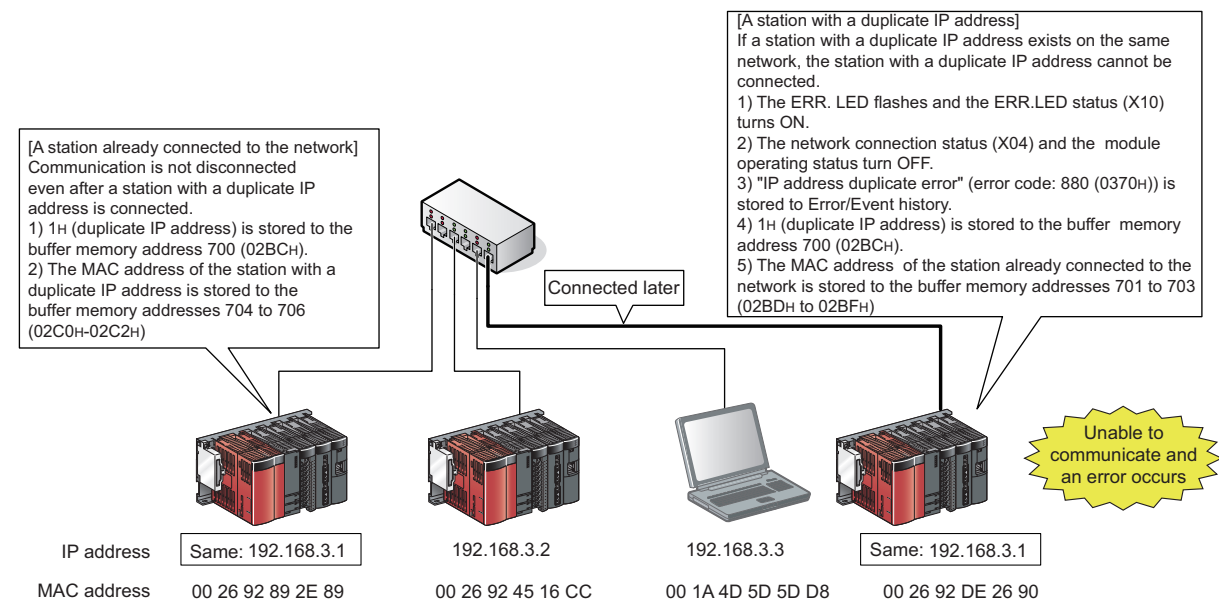 [A station with a duplicate IP address]
If a station with a duplicate IP address exists on the same
network, the station with a duplicate IP address cannot be
connected.
1) The ERR. LED flashes and the ERR.LED status (X10)
turns ON.
2) The network connection status (X04) and the module
operating status turn OFF.
3) "IP address duplicate error" (error code: 880 (0370H)) is
stored to Error/Event history.
4) 1H (duplicate IP address) is stored to the buffer memory
address 700 (02BCH).
5) The MAC address of the station already connected to the
network is stored to the buffer memory addresses 701 to 703
(02BDH to 02BFH)
[A station already connected to the network]
Communication is not disconnected
even after a station with a duplicate IP
address is connected.
1) 1H (duplicate IP address) is stored to the
buffer memory address 700 (02BCH).
2) The MAC address of the station with a
duplicate IP address is stored to the
buffer memory addresses 704 to 706
(02C0H-02C2H)
Connected later
Unable to
communicate and
an error occurs
IP address Same: 192.168.3.1 192.168.3.2 192.168.3.3 Same: 192.168.3.1
MAC address 00 26 92 89 2E 89 00 26 92 45 16 CC 00 1A 4D 5D 5D D8 00 26 92 DE 26 90